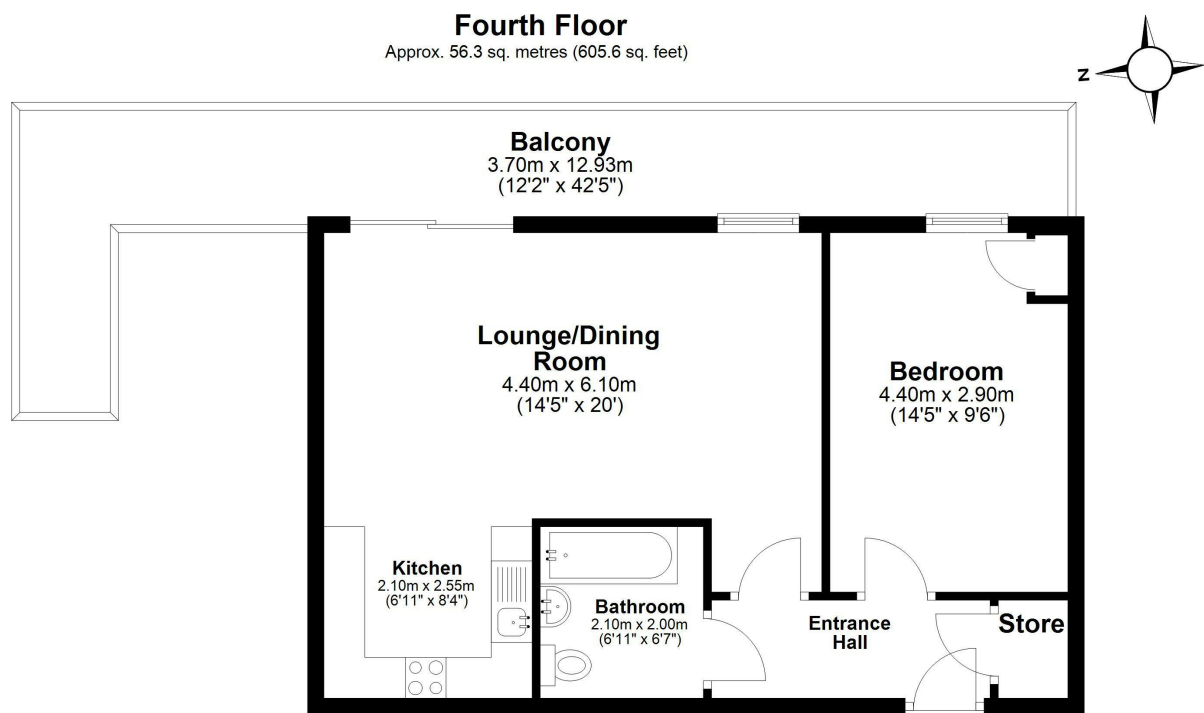 Fourth Floor
Approx. 56.3 sq. metres (605.6 sq. feet)
N
Balcony
3.70m x 12.93m
(12'2" x 42'5")
Lounge/Dining
Room
4.40m x 6.10m
(14'5" x 20')
Bedroom
4.40m x 2.90m
(14'5" x 9'6")
Kitchen
2.10m x 2.55m
(6'11" x 8'4")
Bathroom
2.10m x 2.00m
(6'11" x 6'7")
Entrance
Hall
Store